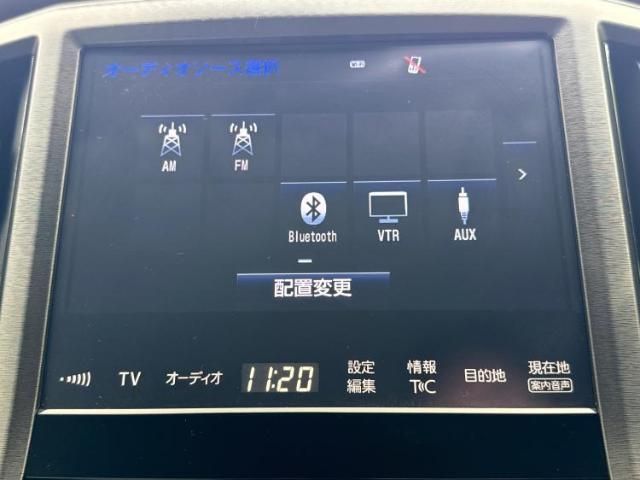 オーディオソース選択
Wi-Fi
AM
FM
Bluetooth
VTR
AUX
配置変更
TV
オーディオ
11:20
設定
編集
情報
T(((C
目的地
現在地
案内音声